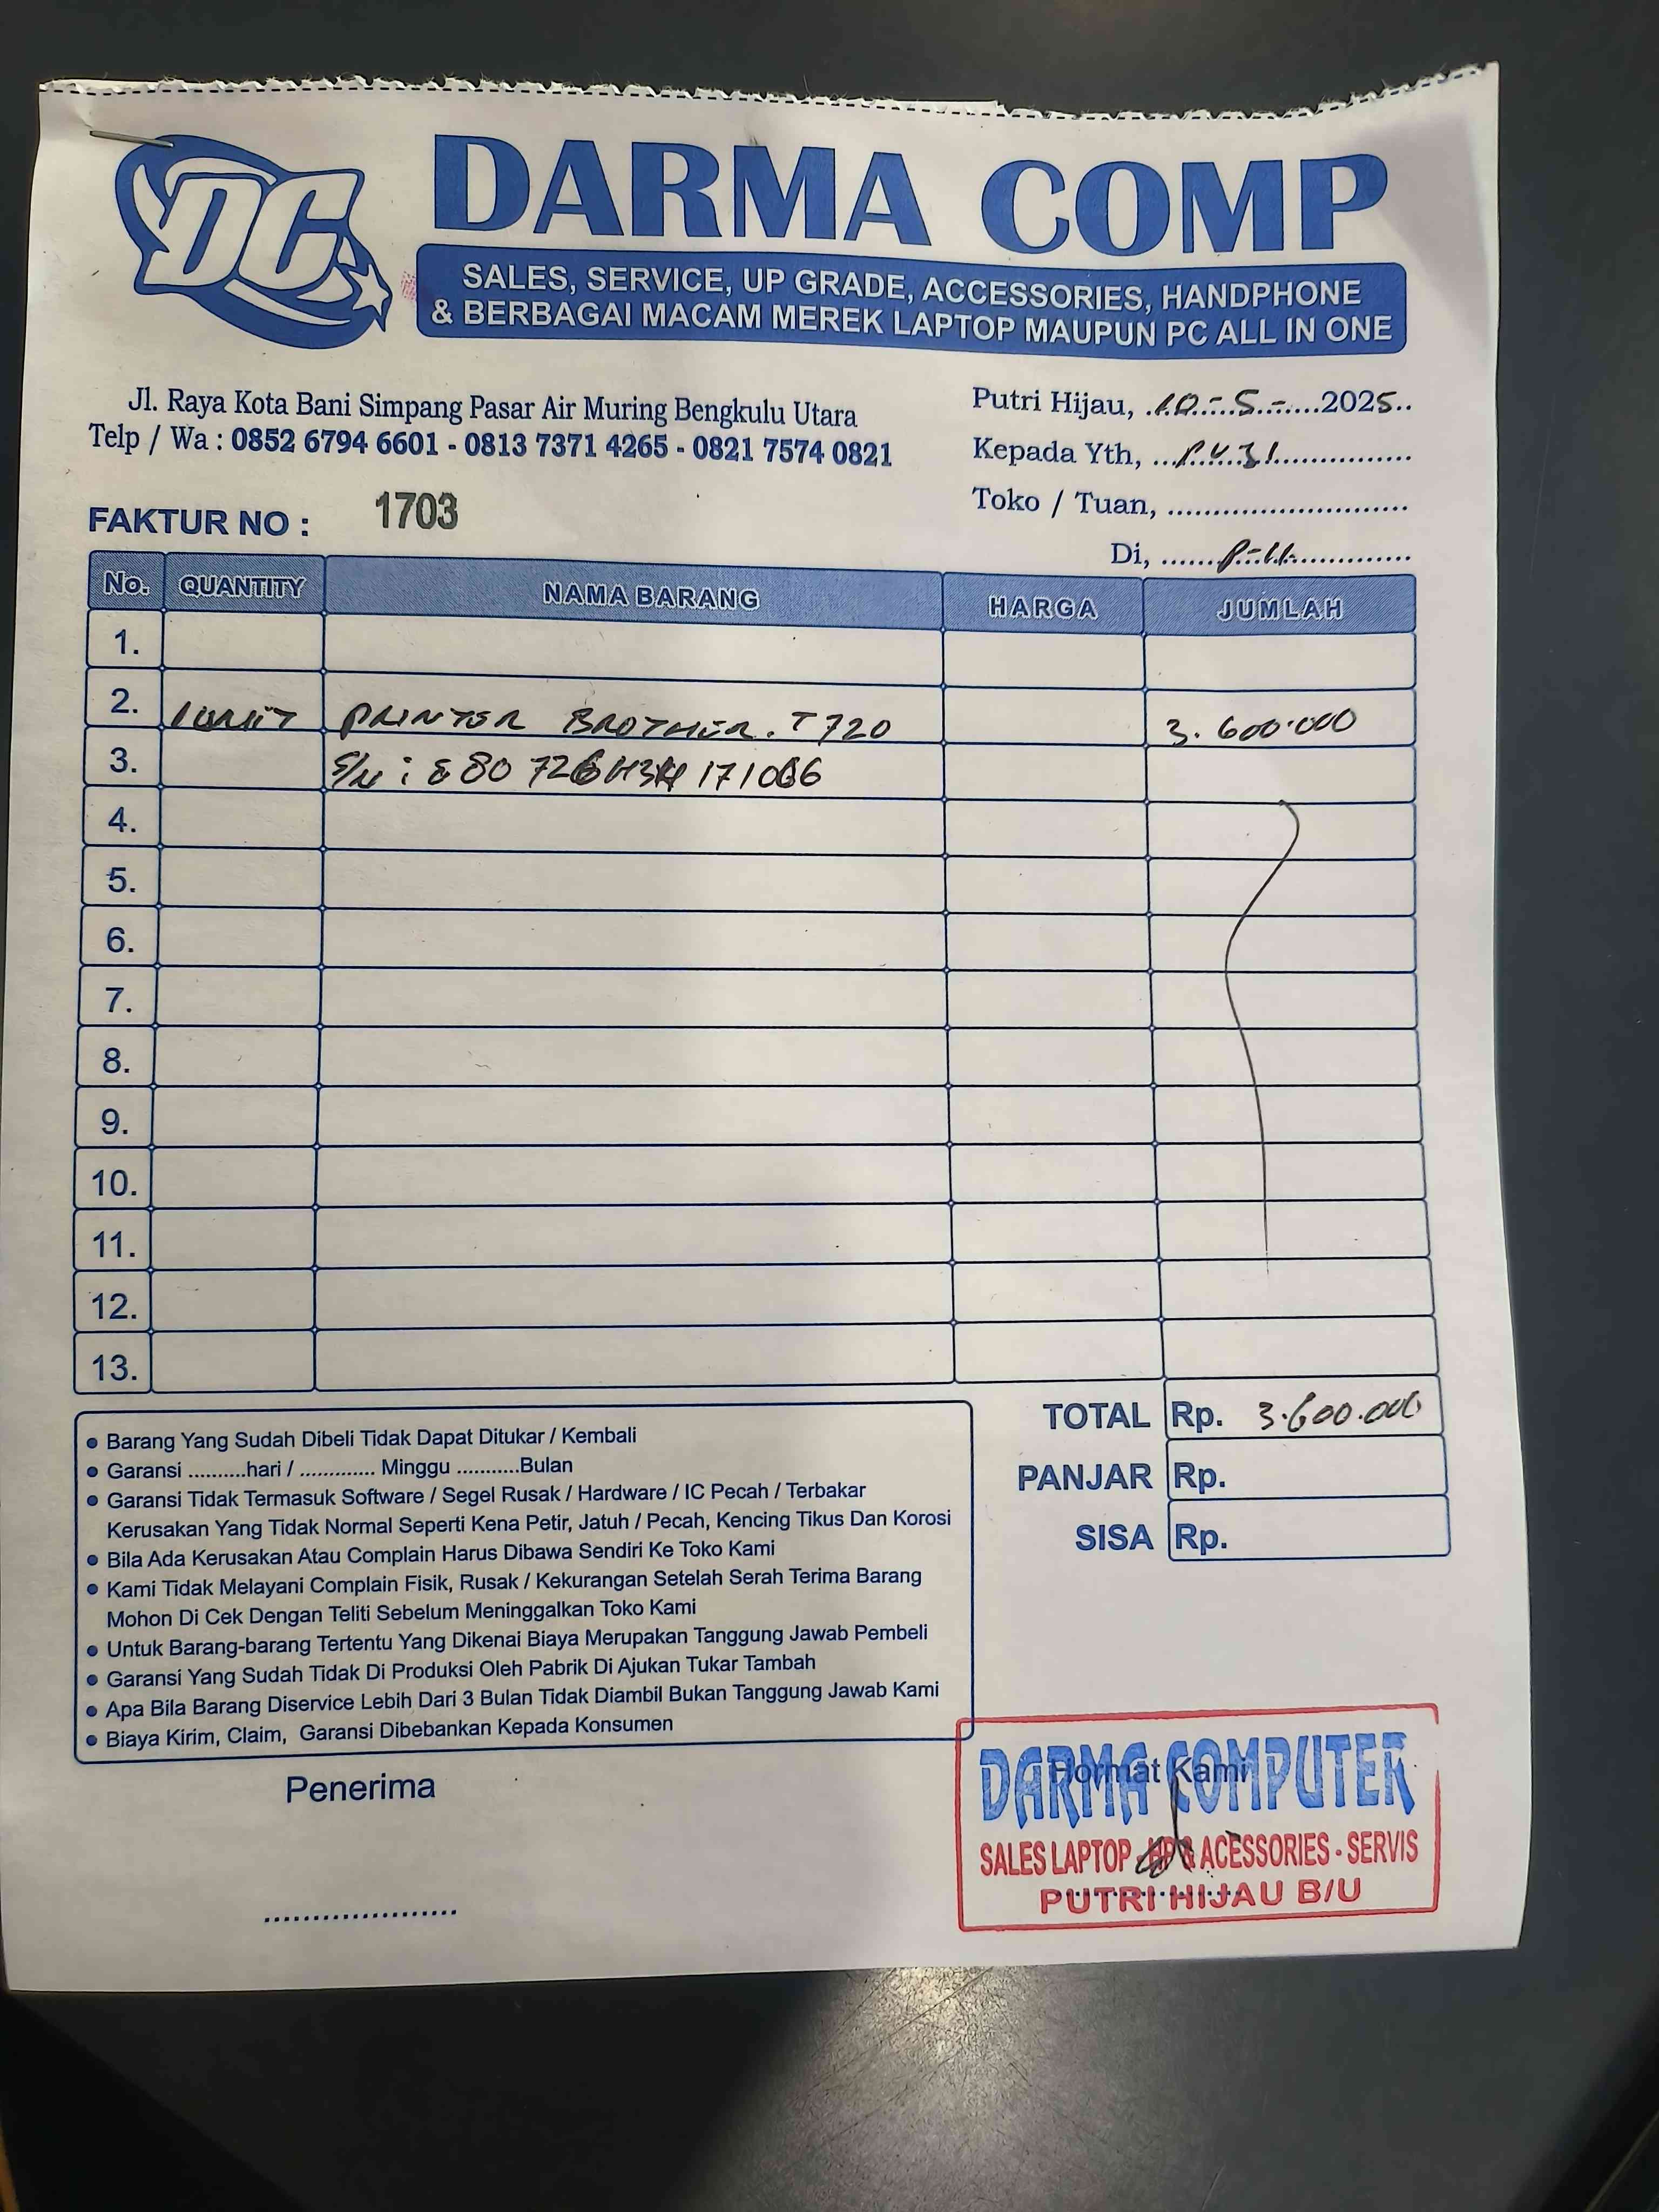 DC
DARMA COMP
SALES, SERVICE, UP GRADE, ACCESSORIES, HANDPHONE
& BERBAGAI MACAM MEREK LAPTOP MAUPUN PC ALL IN ONE
Jl. Raya Kota Bani Simpang Pasar Air Muring Bengkulu Utara
Telp / Wa : 0852 6794 6601 - 0813 7371 4265 - 0821 7574 0821
Putri Hijau, 10-5-2025
Kepada Yth,
Toko / Tuan,
Di,
FAKTUR NO : 1703
No. QUANTITY NAMA BARANG HARGA JUMLAH
1.
2. 1 UNIT PRINTER BROTHER. T720 3.600.000
3. S/N :
4.
5.
6.
7.
8.
9.
10.
11.
12.
13.
TOTAL Rp. 3.600.000
PANJAR Rp.
SISA Rp.
• Barang Yang Sudah Dibeli Tidak Dapat Ditukar / Kembali
• Garansi ..........hari / ............. Minggu ...........Bulan
• Garansi Tidak Termasuk Software / Segel Rusak / Hardware / IC Pecah / Terbakar
Kerusakan Yang Tidak Normal Seperti Kena Petir, Jatuh / Pecah, Kencing Tikus Dan Korosi
• Bila Ada Kerusakan Atau Complain Harus Dibawa Sendiri Ke Toko Kami
• Kami Tidak Melayani Complain Fisik, Rusak / Kekurangan Setelah Serah Terima Barang
Mohon Di Cek Dengan Teliti Sebelum Meninggalkan Toko Kami
• Untuk Barang-barang Tertentu Yang Dikenai Biaya Merupakan Tanggung Jawab Pembeli
• Garansi Yang Sudah Tidak Di Produksi Oleh Pabrik Di Ajukan Tukar Tambah
• Apa Bila Barang Diservice Lebih Dari 3 Bulan Tidak Diambil Bukan Tanggung Jawab Kami
• Biaya Kirim, Claim, Garansi Dibebankan Kepada Konsumen
Penerima
Hormat Kami
DARMA COMPUTER
SALES LAPTOP - HP & ACESSORIES - SERVIS
PUTRI HIJAU B/U